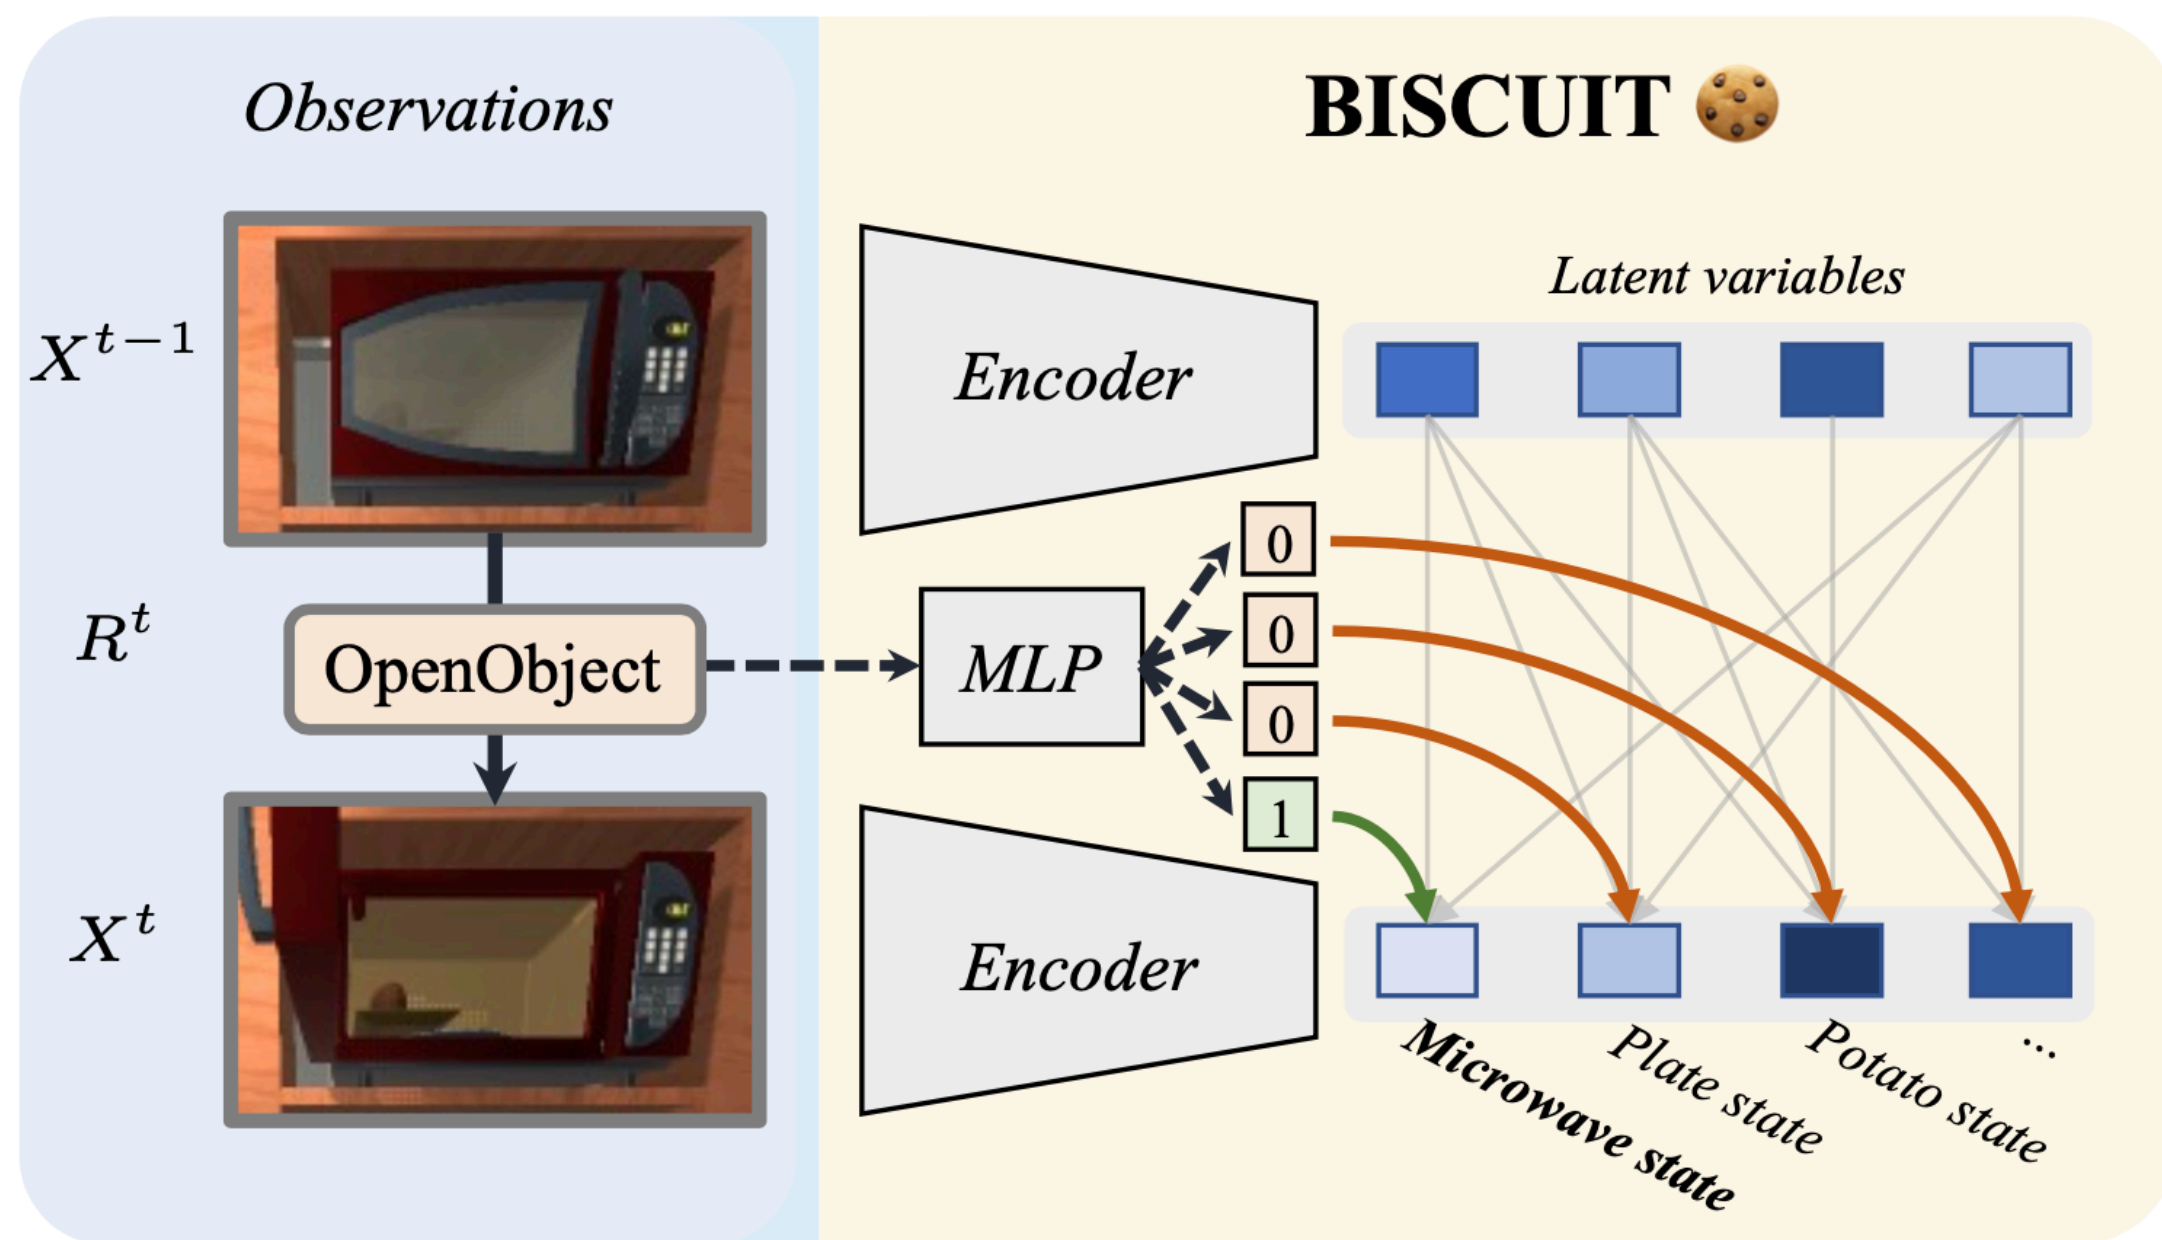 Observations
BISCUIT 🍪
X^{t-1}
Encoder
Latent variables
R^t
OpenObject
MLP
0
0
0
1
X^t
Encoder
Microwave state
Plate state
Potato state
...